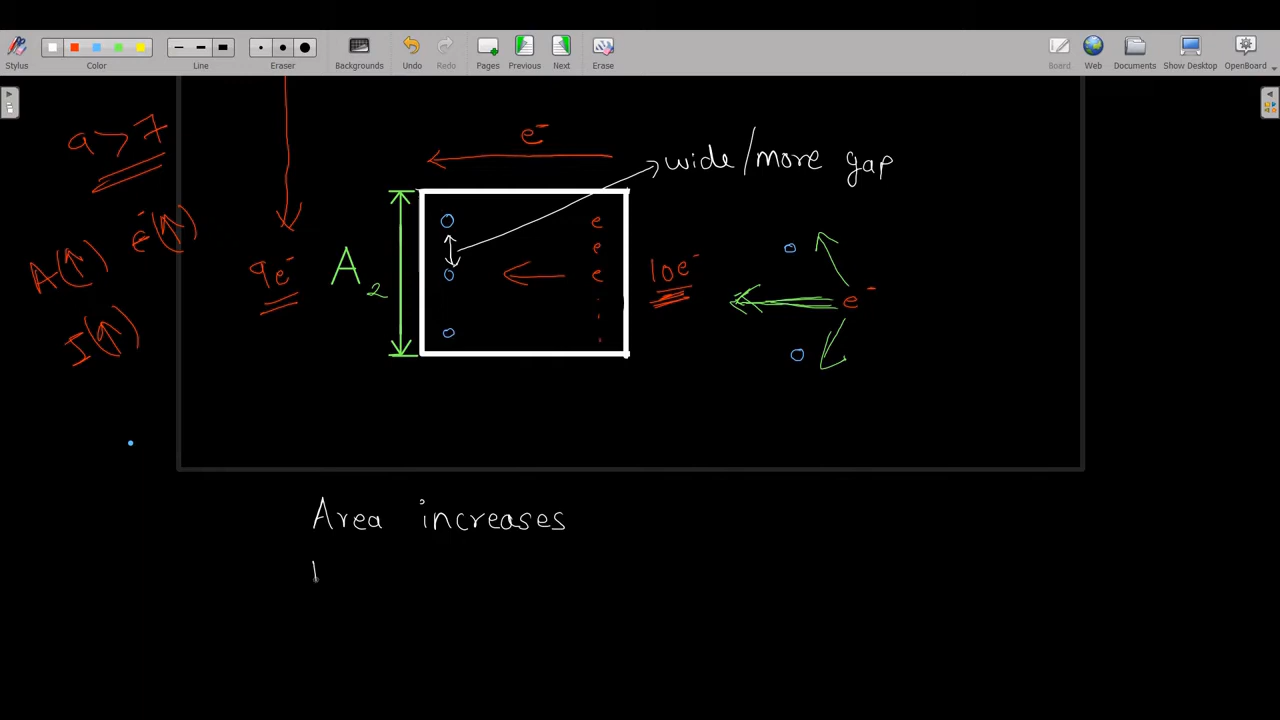 Stylus Color Line Eraser Backgrounds Undo Redo Pages Previous Next Erase Board Web Documents Show Desktop OpenBoard
9 > 7
e⁻
wide/more gap
A(↑) e⁻(↑)
I(↑)
9e⁻
A₂
e
e
e
10e⁻
e⁻
Area increases